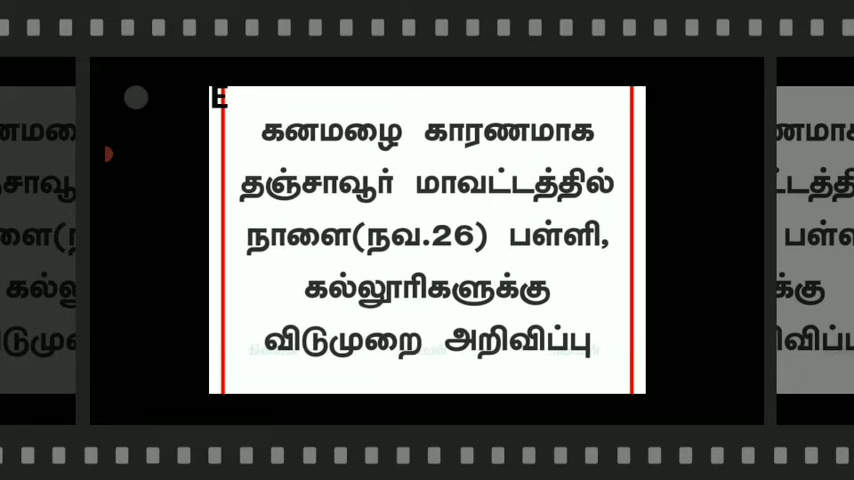 E
கனமழை காரணமாக
தஞ்சாவூர் மாவட்டத்தில்
நாளை(நவ.26) பள்ளி,
கல்லூரிகளுக்கு
விடுமுறை அறிவிப்பு